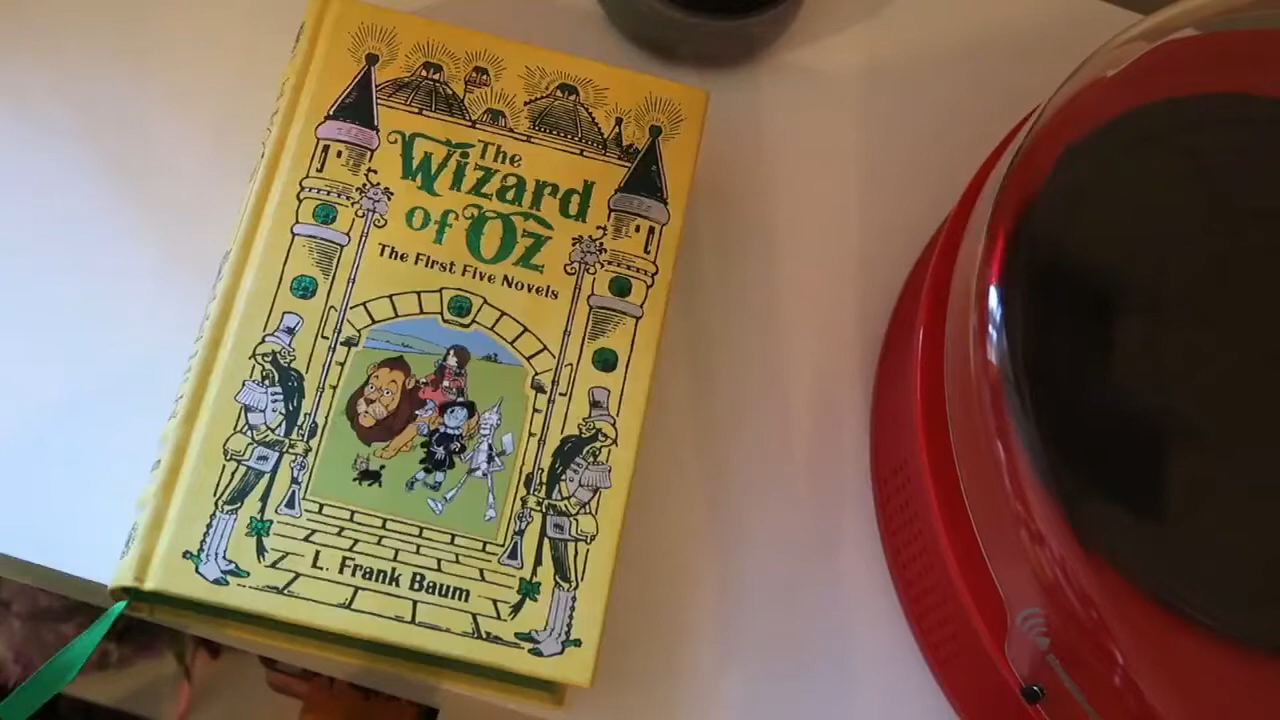 The
Wizard
of Oz
The First Five Novels
L. Frank Baum